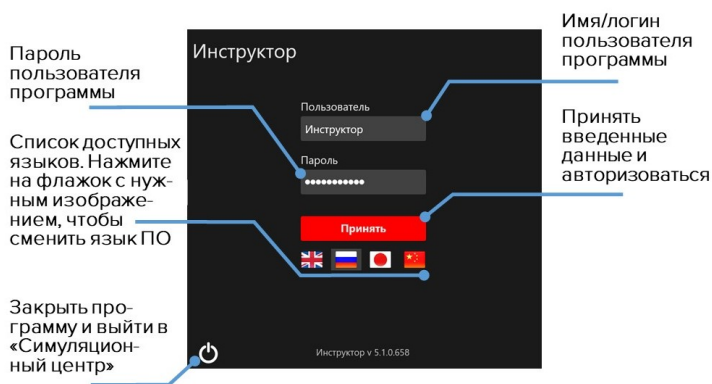 Пароль
пользователя
программы
Список доступных
языков. Нажмите
на флажок с нуж-
ным изображе-
нием, чтобы
сменить язык ПО
Закрыть про-
грамму и выйти в
«Симуляцион-
ный центр»
Инструктор
Пользователь
Инструктор
Пароль
•••••••••••
Принять
Инструктор v 5.1.0.658
Имя/логин
пользователя
программы
Принять
введенные
данные и
авторизоваться